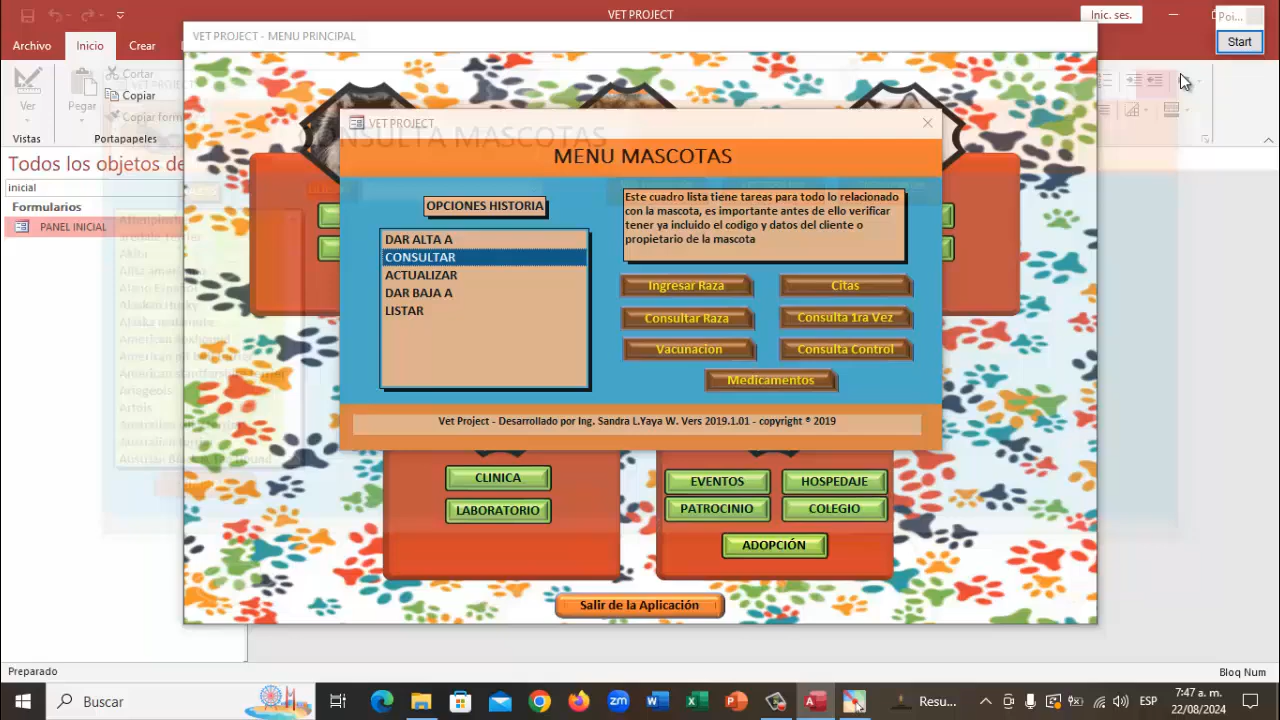 VET PROJECT
Inic. ses.
Poi...
Start
Archivo
Inicio
Crear
VET PROJECT - MENU PRINCIPAL
Ver
Pegar
Cortar
Copiar
Copiar form
Vistas
Portapapeles
Todos los objetos de
inicial
Formularios
PANEL INICIAL
CONSULTA MASCOTAS
VET PROJECT
MENU MASCOTAS
OPCIONES HISTORIA
DAR ALTA A
CONSULTAR
ACTUALIZAR
DAR BAJA A
LISTAR
Este cuadro lista tiene tareas para todo lo relacionado
con la mascota, es importante antes de ello verificar
tener ya incluido el codigo y datos del cliente o
propietario de la mascota
Ingresar Raza
Citas
Consultar Raza
Consulta 1ra Vez
Vacunacion
Consulta Control
Medicamentos
Vet Project - Desarrollado por Ing. Sandra L.Yaya W. Vers 2019.1.01 - copyright ® 2019
Akita
CLINICA
LABORATORIO
EVENTOS
HOSPEDAJE
PATROCINIO
COLEGIO
ADOPCIÓN
Salir de la Aplicación
Preparado
Bloq Num
Buscar
Resu...
ESP
7:47 a. m.
22/08/2024